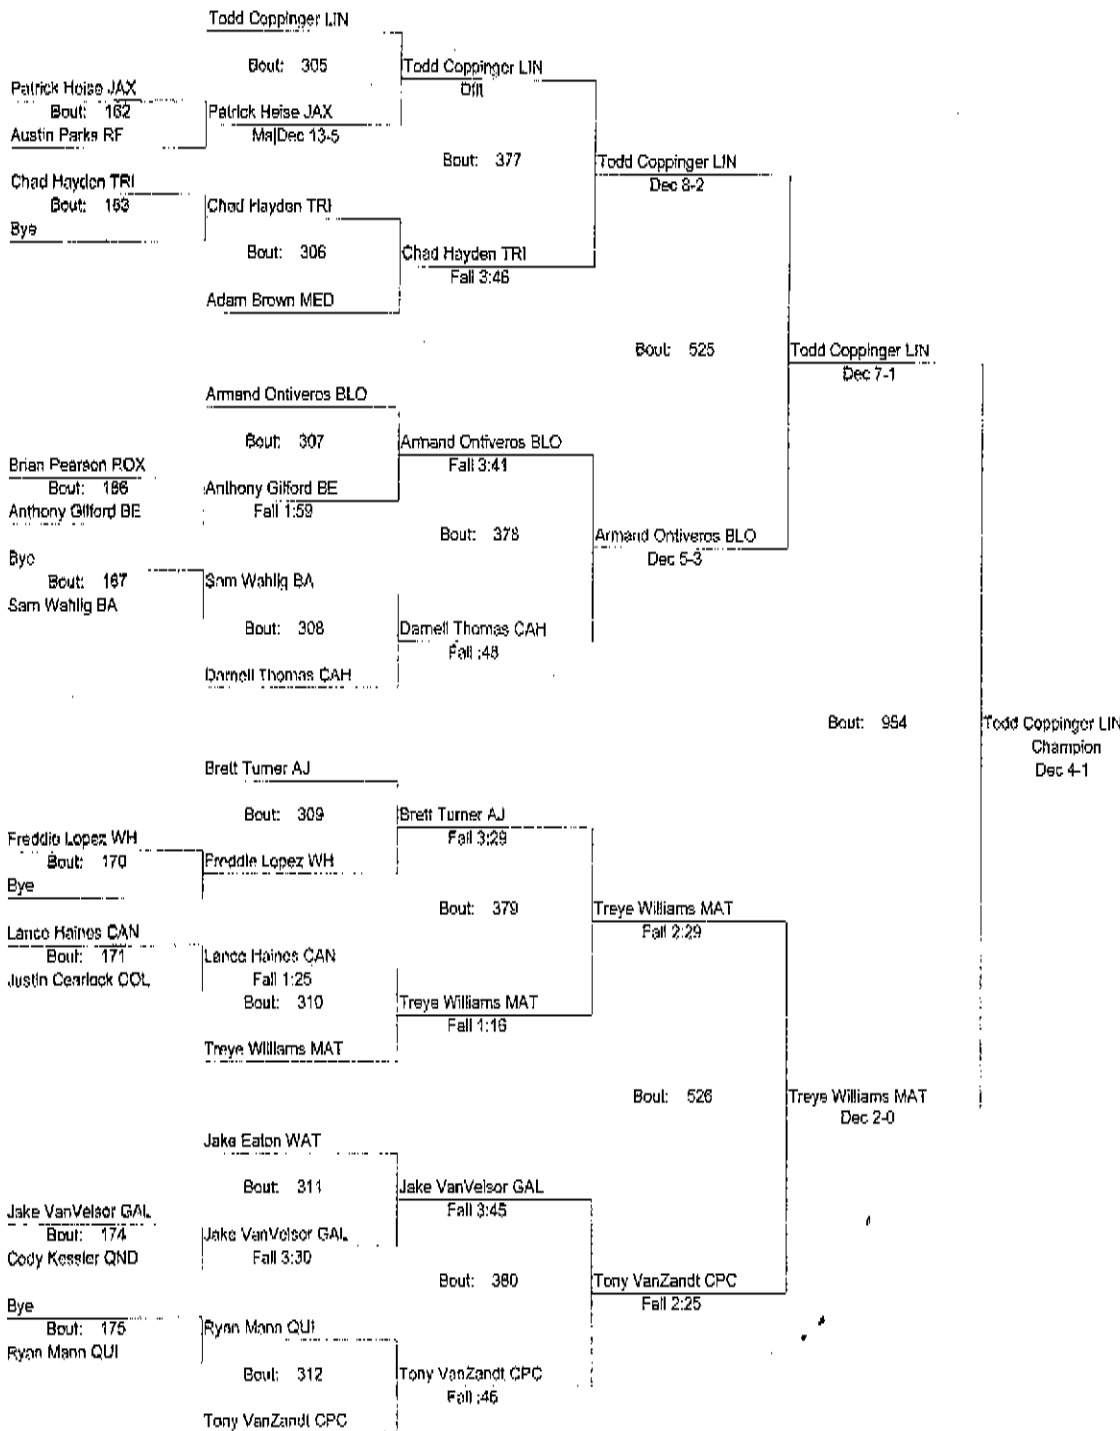 Todd Coppinger LIN
Bout: 305
Todd Coppinger LIN
Dflt
Patrick Heise JAX
Bout: 162
Patrick Heise JAX
Austin Parks RF
MajDec 13-5
Bout: 377
Todd Coppinger LIN
Dec 8-2
Chad Hayden TRI
Bout: 163
Chad Hayden TRI
Bye
Bout: 306
Chad Hayden TRI
Fall 3:46
Adam Brown MED
Bout: 525
Todd Coppinger LIN
Dec 7-1
Armand Ontiveros BLO
Bout: 307
Armand Ontiveros BLO
Fall 3:41
Brian Pearson ROX
Bout: 166
Anthony Gilford BE
Anthony Gilford BE
Fall 1:59
Bout: 378
Armand Ontiveros BLO
Dec 5-3
Bye
Bout: 167
Sam Wahlig BA
Sam Wahlig BA
Bout: 308
Darnell Thomas CAH
Fall :48
Darnell Thomas CAH
Bout: 954
Todd Coppinger LIN
Champion
Dec 4-1
Brett Turner AJ
Bout: 309
Brett Turner AJ
Fall 3:29
Freddie Lopez WH
Bout: 170
Freddie Lopez WH
Bye
Bout: 379
Treye Williams MAT
Fall 2:29
Lance Haines CAN
Bout: 171
Lance Haines CAN
Justin Cearlock COL
Fall 1:25
Bout: 310
Treye Williams MAT
Fall 1:16
Treye Williams MAT
Bout: 526
Treye Williams MAT
Dec 2-0
Jake Eaton WAT
Bout: 311
Jake VanVelsor GAL
Fall 3:45
Jake VanVelsor GAL
Bout: 174
Jake VanVelsor GAL
Cody Kessler QND
Fall 3:30
Bout: 380
Tony VanZandt CPC
Fall 2:25
Bye
Bout: 175
Ryan Mann QUI
Ryan Mann QUI
Bout: 312
Tony VanZandt CPC
Fall :46
Tony VanZandt CPC